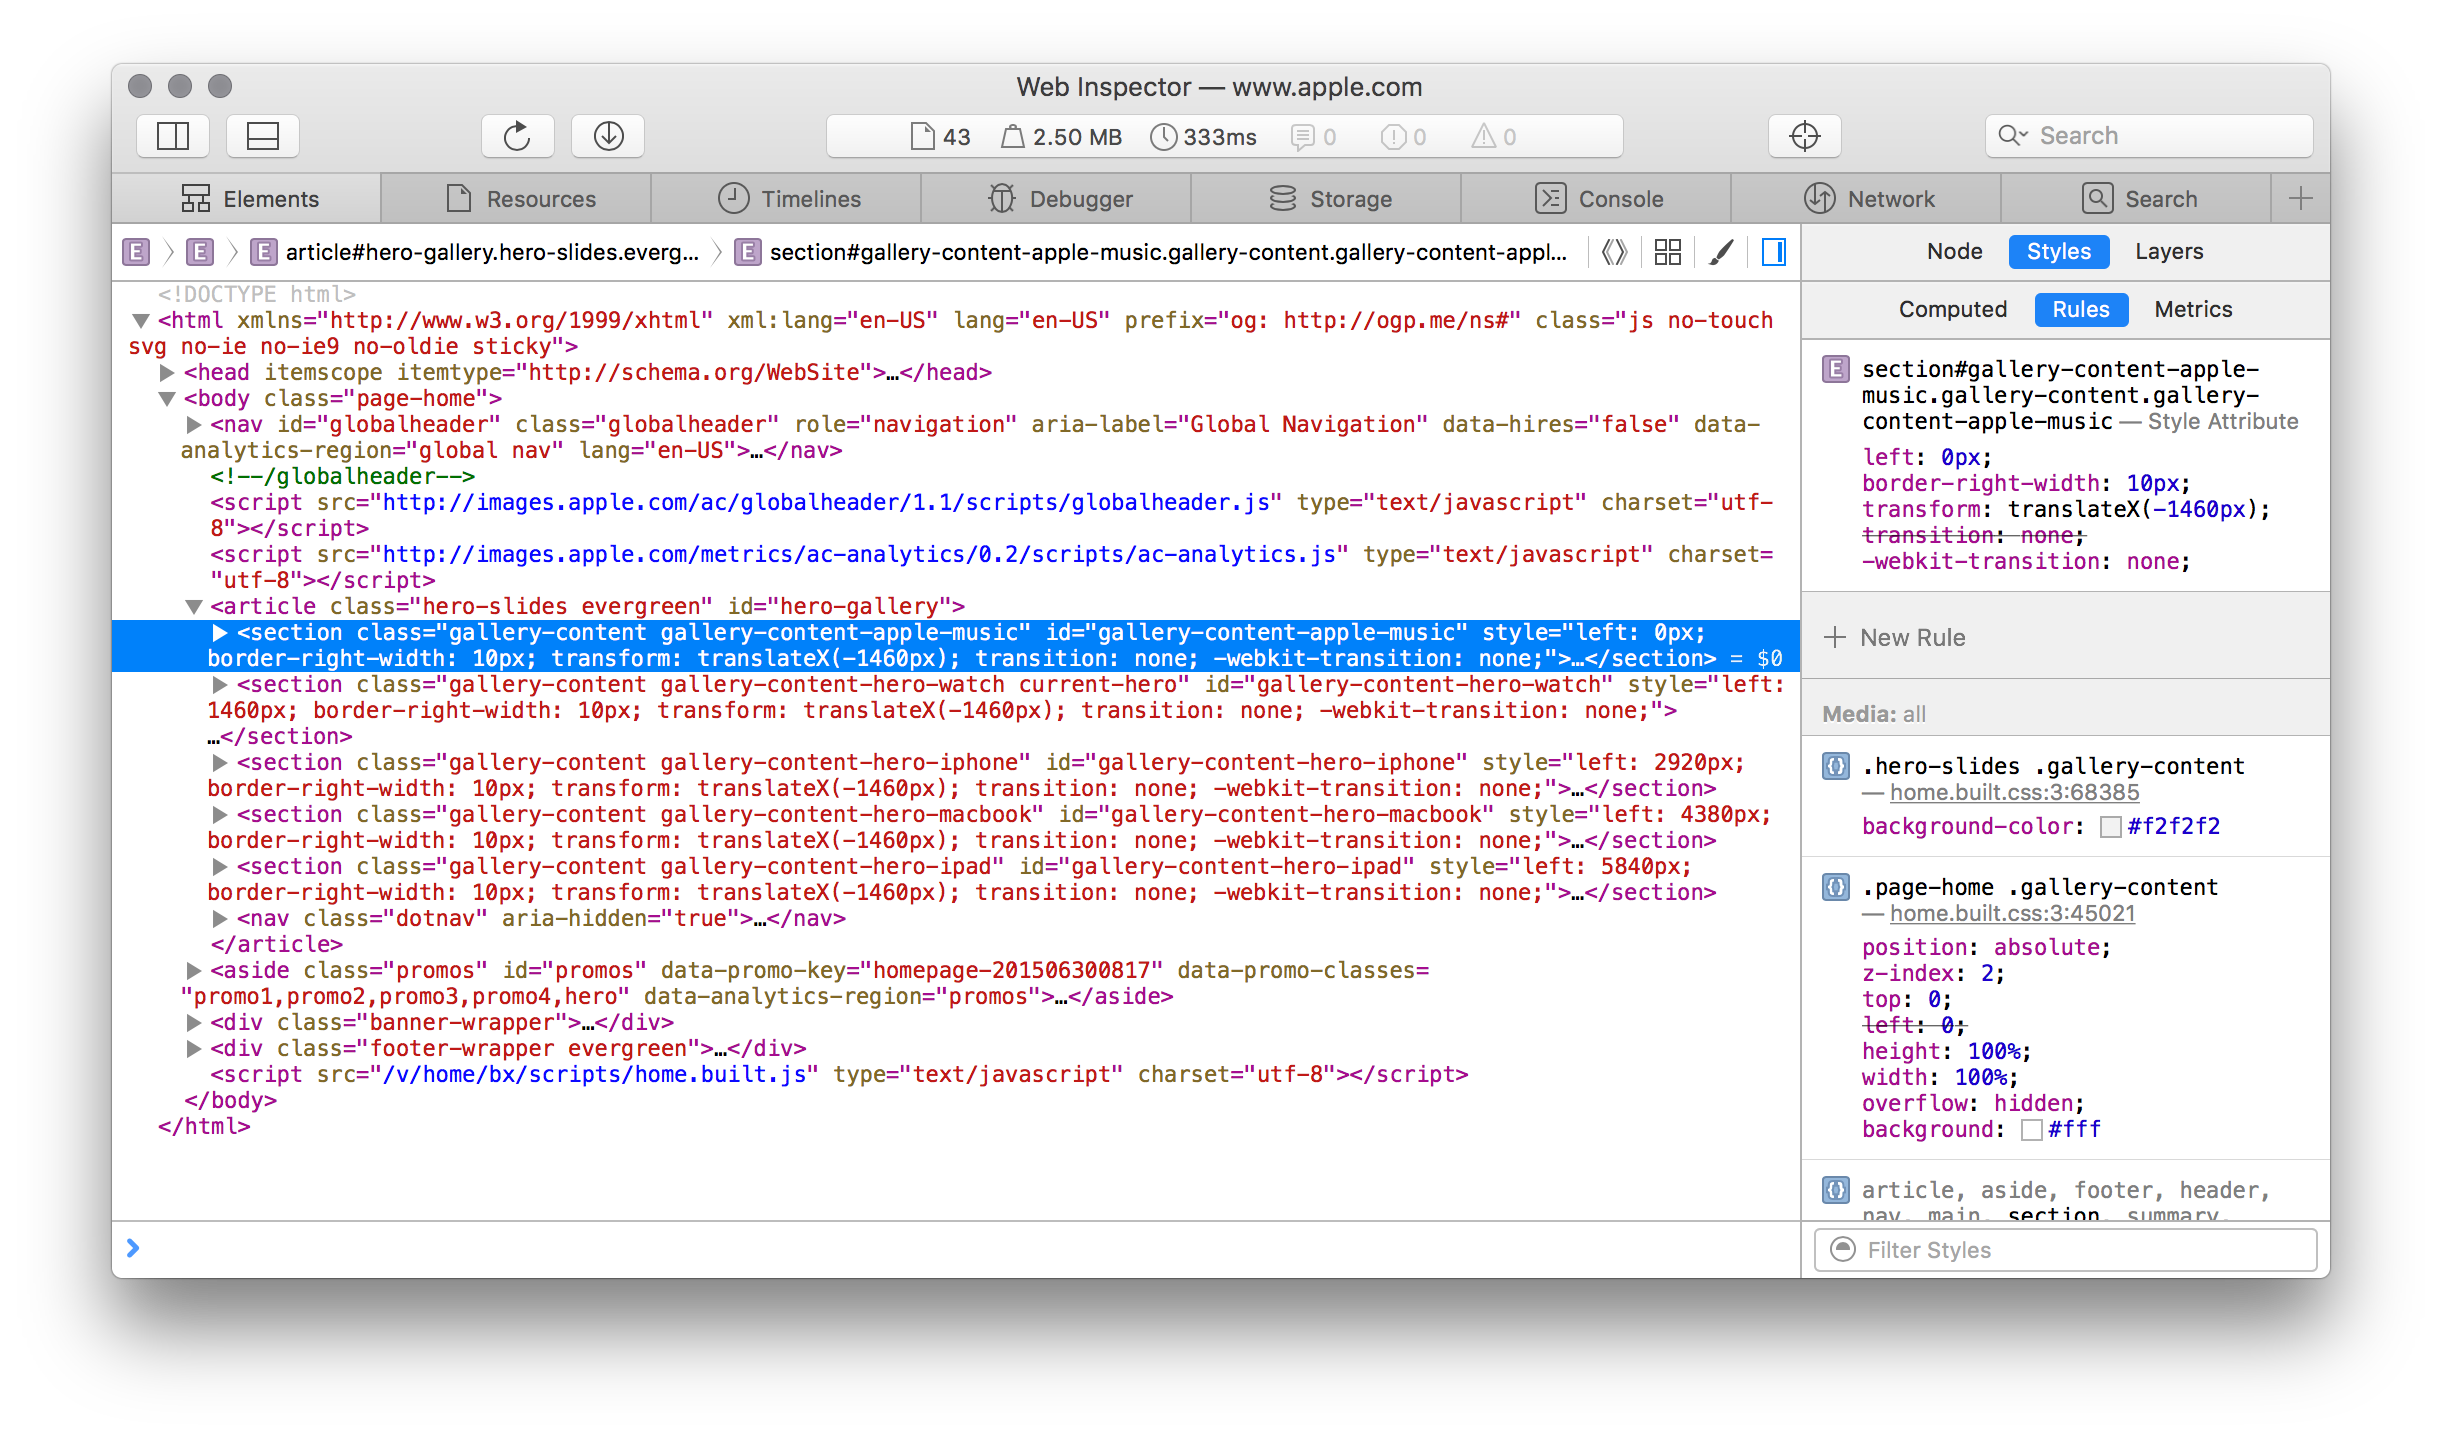 Web Inspector — www.apple.com
43 2.50 MB 333ms 0 0 0
Search
Elements Resources Timelines Debugger Storage Console Network Search
E E E article#hero-gallery.hero-slides.everg... E section#gallery-content-apple-music.gallery-content.gallery-content-appl...
<!DOCTYPE html>
<html xmlns="http://www.w3.org/1999/xhtml" xml:lang="en-US" lang="en-US" prefix="og: http://ogp.me/ns#" class="js no-touch
svg no-ie no-ie9 no-oldie sticky">
<head itemscope itemtype="http://schema.org/WebSite">…</head>
<body class="page-home">
<nav id="globalheader" class="globalheader" role="navigation" aria-label="Global Navigation" data-hires="false" data-
analytics-region="global nav" lang="en-US">…</nav>
<!--/globalheader-->
<script src="http://images.apple.com/ac/globalheader/1.1/scripts/globalheader.js" type="text/javascript" charset="utf-
8"></script>
<script src="http://images.apple.com/metrics/ac-analytics/0.2/scripts/ac-analytics.js" type="text/javascript" charset=
"utf-8"></script>
<article class="hero-slides evergreen" id="hero-gallery">
<section class="gallery-content gallery-content-apple-music" id="gallery-content-apple-music" style="left: 0px;
border-right-width: 10px; transform: translateX(-1460px); transition: none; -webkit-transition: none;">…</section> = $0
<section class="gallery-content gallery-content-hero-watch current-hero" id="gallery-content-hero-watch" style="left:
1460px; border-right-width: 10px; transform: translateX(-1460px); transition: none; -webkit-transition: none;">
…</section>
<section class="gallery-content gallery-content-hero-iphone" id="gallery-content-hero-iphone" style="left: 2920px;
border-right-width: 10px; transform: translateX(-1460px); transition: none; -webkit-transition: none;">…</section>
<section class="gallery-content gallery-content-hero-macbook" id="gallery-content-hero-macbook" style="left: 4380px;
border-right-width: 10px; transform: translateX(-1460px); transition: none; -webkit-transition: none;">…</section>
<section class="gallery-content gallery-content-hero-ipad" id="gallery-content-hero-ipad" style="left: 5840px;
border-right-width: 10px; transform: translateX(-1460px); transition: none; -webkit-transition: none;">…</section>
<nav class="dotnav" aria-hidden="true">…</nav>
</article>
<aside class="promos" id="promos" data-promo-key="homepage-201506300817" data-promo-classes=
"promo1,promo2,promo3,promo4,hero" data-analytics-region="promos">…</aside>
<div class="banner-wrapper">…</div>
<div class="footer-wrapper evergreen">…</div>
<script src="/v/home/bx/scripts/home.built.js" type="text/javascript" charset="utf-8"></script>
</body>
</html>
Node Styles Layers
Computed Rules Metrics
E section#gallery-content-apple-
music.gallery-content.gallery-
content-apple-music — Style Attribute
left: 0px;
border-right-width: 10px;
transform: translateX(-1460px);
transition: none;
-webkit-transition: none;
New Rule
Media: all
{} .hero-slides .gallery-content
— home.built.css:3:68385
background-color: #f2f2f2
{} .page-home .gallery-content
— home.built.css:3:45021
position: absolute;
z-index: 2;
top: 0;
left: 0;
height: 100%;
width: 100%;
overflow: hidden;
background: #fff
{} article, aside, footer, header,
nav, main, section, summary,
Filter Styles